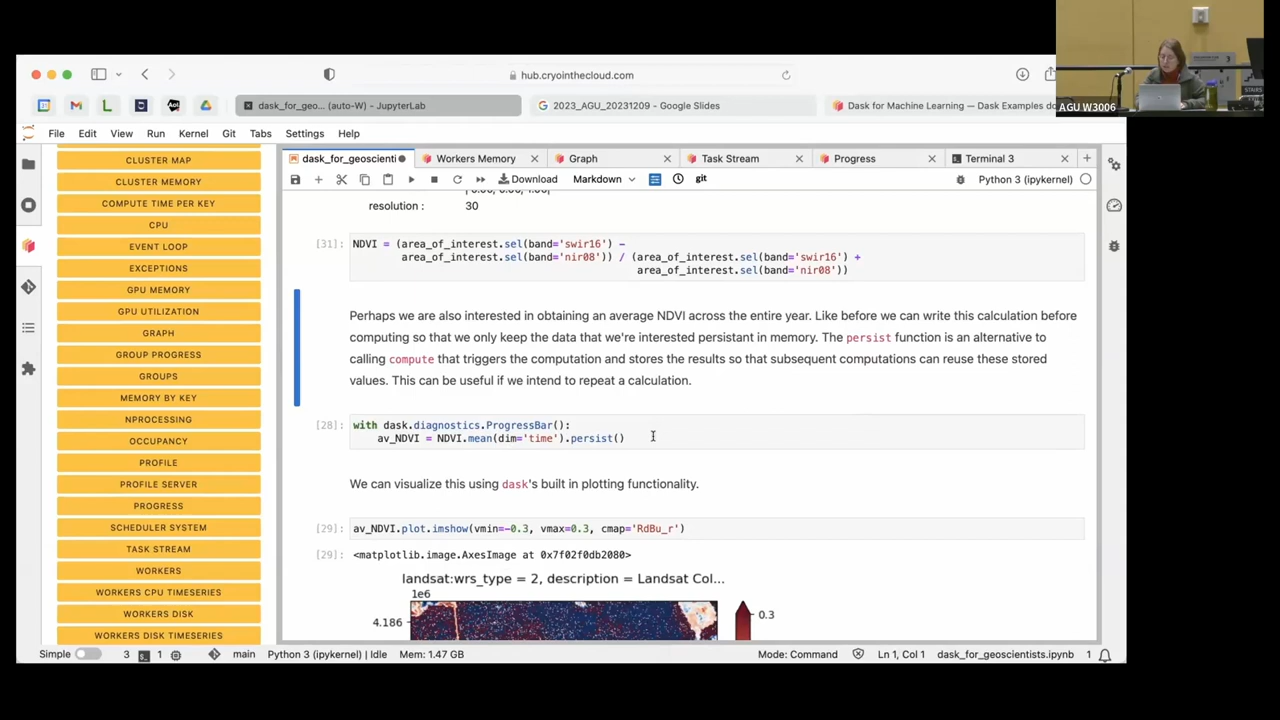 AGU W3006
hub.cryointhecloud.com
dask_for_geo... (auto-W) - JupyterLab
2023_AGU_20231209 - Google Slides
Dask for Machine Learning — Dask Examples do
File Edit View Run Kernel Git Tabs Settings Help
dask_for_geoscienti
Workers Memory
Graph
Task Stream
Progress
Terminal 3
Download
Markdown
git
Python 3 (ipykernel)
CLUSTER MAP
CLUSTER MEMORY
COMPUTE TIME PER KEY
CPU
EVENT LOOP
EXCEPTIONS
GPU MEMORY
GPU UTILIZATION
GRAPH
GROUP PROGRESS
GROUPS
MEMORY BY KEY
NPROCESSING
OCCUPANCY
PROFILE
PROFILE SERVER
PROGRESS
SCHEDULER SYSTEM
TASK STREAM
WORKERS
WORKERS CPU TIMESERIES
WORKERS DISK
WORKERS DISK TIMESERIES
resolution : 30
[31]: NDVI = (area_of_interest.sel(band='swir16') -
area_of_interest.sel(band='nir08')) / (area_of_interest.sel(band='swir16') +
area_of_interest.sel(band='nir08'))
Perhaps we are also interested in obtaining an average NDVI across the entire year. Like before we can write this calculation before
computing so that we only keep the data that we're interested persistant in memory. The persist function is an alternative to
calling compute that triggers the computation and stores the results so that subsequent computations can reuse these stored
values. This can be useful if we intend to repeat a calculation.
[28]: with dask.diagnostics.ProgressBar():
av_NDVI = NDVI.mean(dim='time').persist()
We can visualize this using dask's built in plotting functionality.
[29]: av_NDVI.plot.imshow(vmin=-0.3, vmax=0.3, cmap='RdBu_r')
[29]: <matplotlib.image.AxesImage at 0x7f02f0db2080>
landsat:wrs_type = 2, description = Landsat Col...
1e6
4.186
0.3
Simple 3 1 main Python 3 (ipykernel) | Idle Mem: 1.47 GB
Mode: Command Ln 1, Col 1 dask_for_geoscientists.ipynb 1